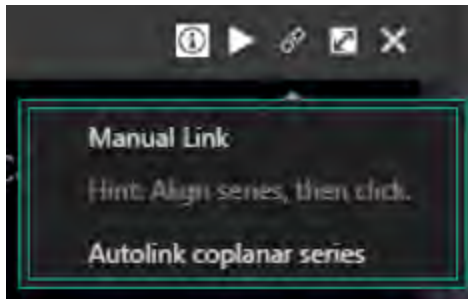 Manual Link
Hint: Align series, then click.
Autolink coplanar series